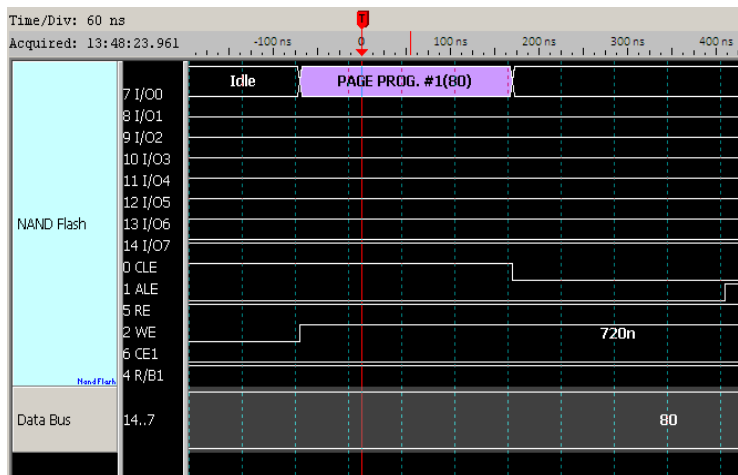 Time/Div: 60 ns
T
Acquired: 13:48:23.961
-100 ns 0 100 ns 200 ns 300 ns 400 ns
Idle PAGE PROG. #1(80)
7 I/O0
8 I/O1
9 I/O2
10 I/O3
11 I/O4
12 I/O5
NAND Flash 13 I/O6
14 I/O7
0 CLE
1 ALE
5 RE
2 WE 720n
6 CE1
NandFlash 4 R/B1
Data Bus 14..7 80